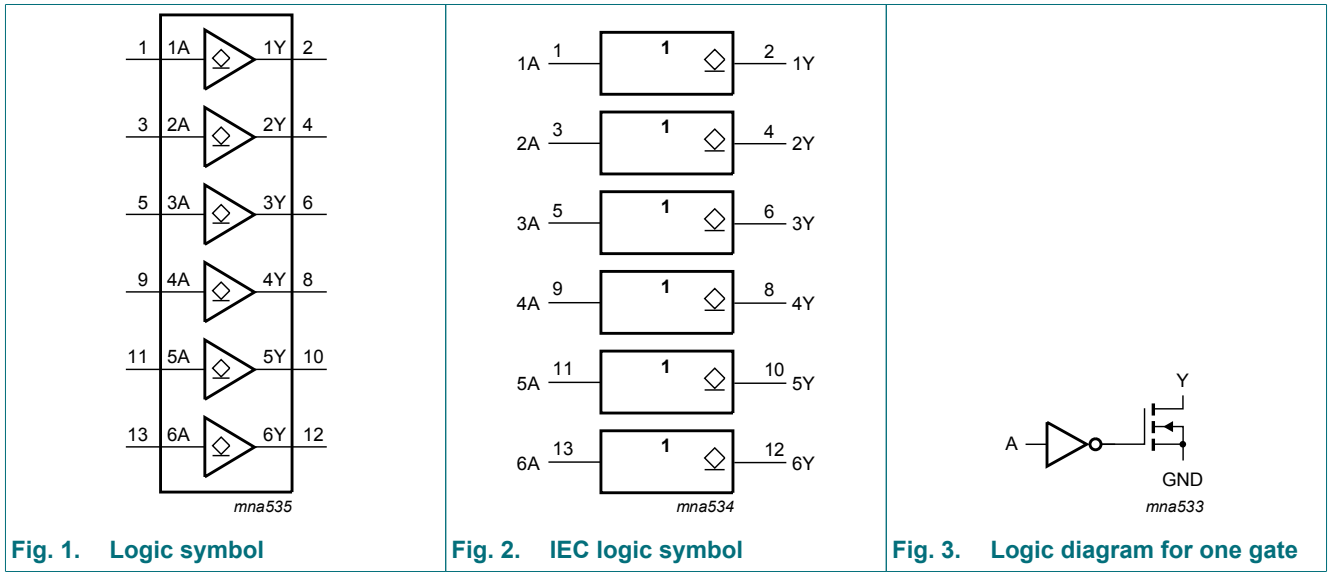 1 1A 1Y 2
3 2A 2Y 4
5 3A 3Y 6
9 4A 4Y 8
11 5A 5Y 10
13 6A 6Y 12
mna535
Fig. 1. Logic symbol
1A 1 1 2 1Y
2A 3 1 4 2Y
3A 5 1 6 3Y
4A 9 1 8 4Y
5A 11 1 10 5Y
6A 13 1 12 6Y
mna534
Fig. 2. IEC logic symbol
Y
A
GND
mna533
Fig. 3. Logic diagram for one gate